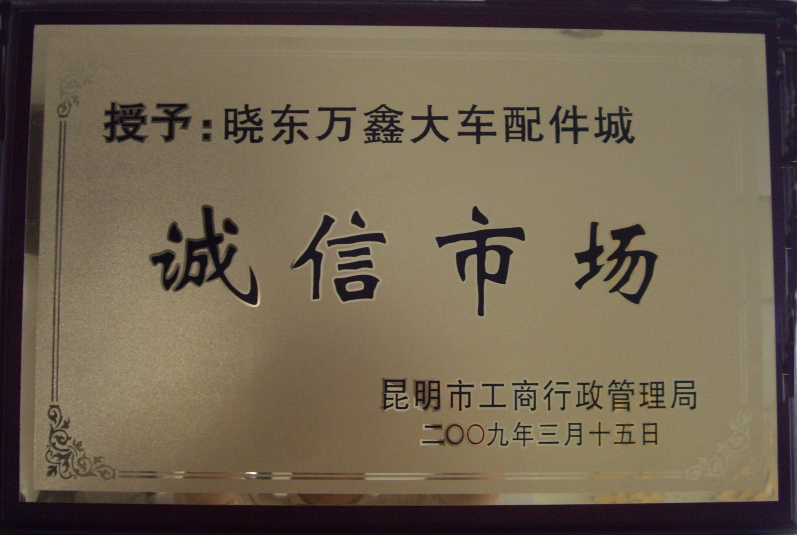 授予:晓东万鑫大车配件城
诚信市场
昆明市工商行政管理局
二〇〇九年三月十五日